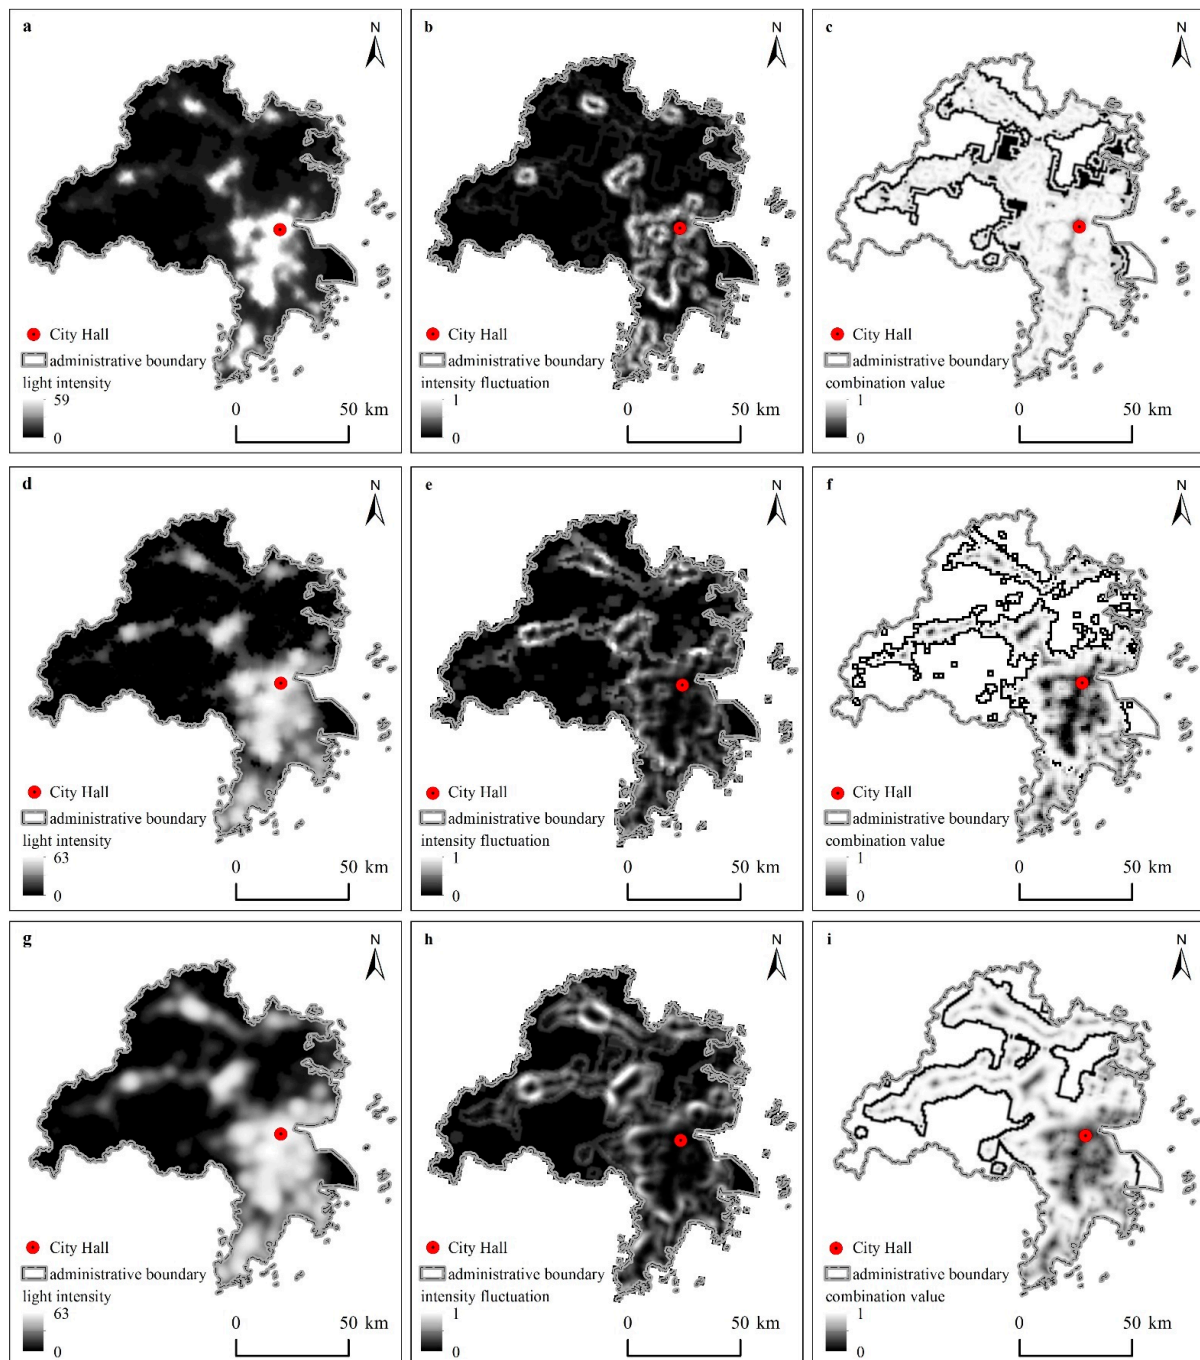 a
N
City Hall
administrative boundary
light intensity
59
0
0 50 km
b
N
City Hall
administrative boundary
intensity fluctuation
1
0
0 50 km
c
N
City Hall
administrative boundary
combination value
1
0
0 50 km
d
N
City Hall
administrative boundary
light intensity
63
0
0 50 km
e
N
City Hall
administrative boundary
intensity fluctuation
1
0
0 50 km
f
N
City Hall
administrative boundary
combination value
1
0
0 50 km
g
N
City Hall
administrative boundary
light intensity
63
0
0 50 km
h
N
City Hall
administrative boundary
intensity fluctuation
1
0
0 50 km
i
N
City Hall
administrative boundary
combination value
1
0
0 50 km